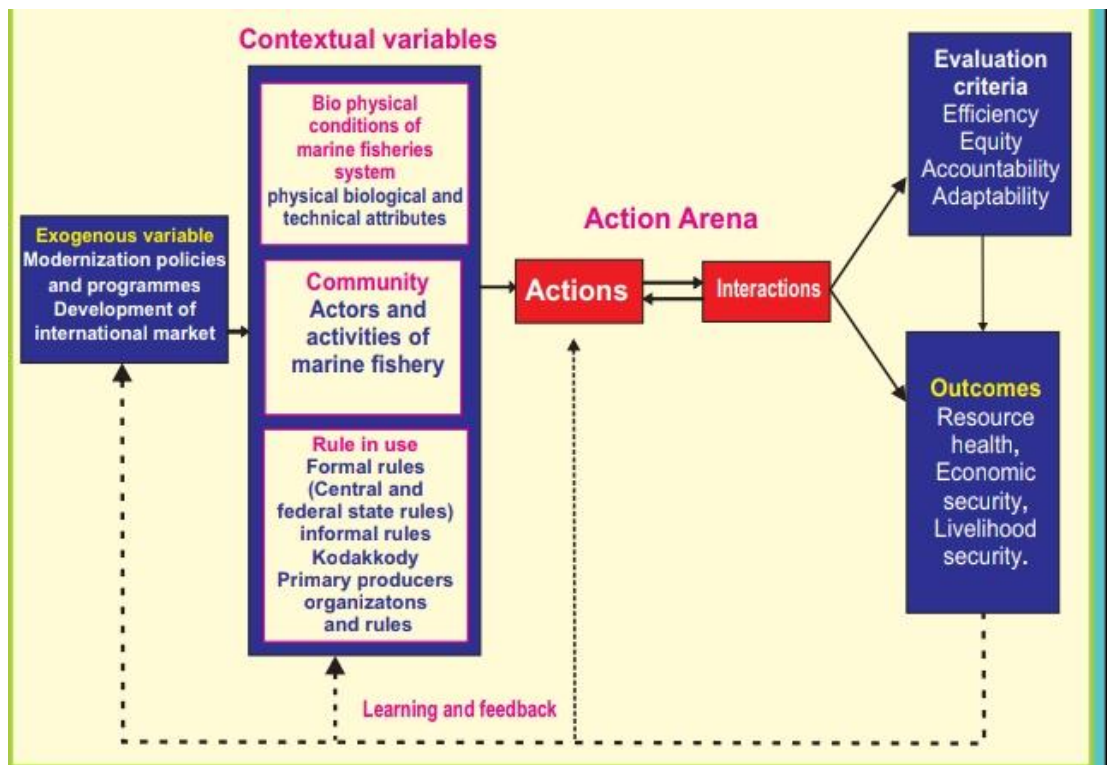 Contextual variables
Exogenous variable
Modernization policies
and programmes
Development of
international market
Bio physical
conditions of
marine fisheries
system
physical biological and
technical attributes
Community
Actors and
activities of
marine fishery
Rule in use
Formal rules
(Central and
federal state rules)
informal rules
Kodakkody
Primary producers
organizatons
and rules
Action Arena
Actions
Interactions
Evaluation
criteria
Efficiency
Equity
Accountability
Adaptability
Outcomes
Resource
health,
Economic
security,
Livelihood
security.
Learning and feedback